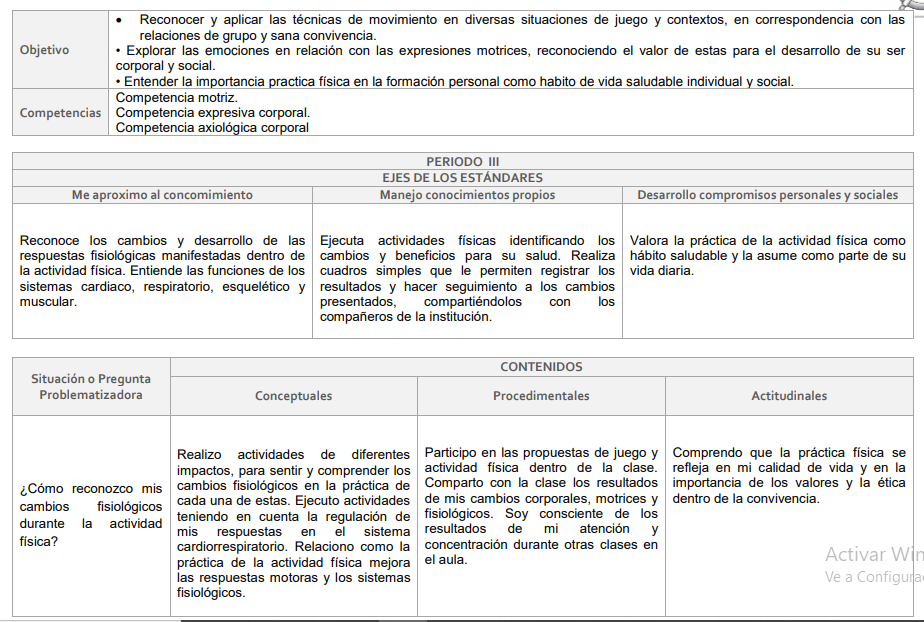 Objetivo
• Reconocer y aplicar las técnicas de movimiento en diversas situaciones de juego y contextos, en correspondencia con las
relaciones de grupo y sana convivencia.
• Explorar las emociones en relación con las expresiones motrices, reconociendo el valor de estas para el desarrollo de su ser
corporal y social.
• Entender la importancia practica física en la formación personal como habito de vida saludable individual y social.
Competencias
Competencia motriz.
Competencia expresiva corporal.
Competencia axiológica corporal
PERIODO III
EJES DE LOS ESTÁNDARES
Me aproximo al concomimiento
Manejo conocimientos propios
Desarrollo compromisos personales y sociales
Reconoce los cambios y desarrollo de las
respuestas fisiológicas manifestadas dentro de
la actividad física. Entiende las funciones de los
sistemas cardiaco, respiratorio, esquelético y
muscular.
Ejecuta actividades físicas identificando los
cambios y beneficios para su salud. Realiza
cuadros simples que le permiten registrar los
resultados y hacer seguimiento a los cambios
presentados, compartiéndolos con los
compañeros de la institución.
Valora la práctica de la actividad física como
hábito saludable y la asume como parte de su
vida diaria.
Situación o Pregunta
Problematizadora
CONTENIDOS
Conceptuales
Procedimentales
Actitudinales
¿Cómo reconozco mis
cambios fisiológicos
durante la actividad
física?
Realizo actividades de diferentes
impactos, para sentir y comprender los
cambios fisiológicos en la práctica de
cada una de estas. Ejecuto actividades
teniendo en cuenta la regulación de
mis respuestas en el sistema
cardiorrespiratorio. Relaciono como la
práctica de la actividad física mejora
las respuestas motoras y los sistemas
fisiológicos.
Participo en las propuestas de juego y
actividad física dentro de la clase.
Comparto con la clase los resultados
de mis cambios corporales, motrices y
fisiológicos. Soy consciente de los
resultados de mi atención y
concentración durante otras clases en
el aula.
Comprendo que la práctica física se
refleja en mi calidad de vida y en la
importancia de los valores y la ética
dentro de la convivencia.
Activar Win
Ve a Configura